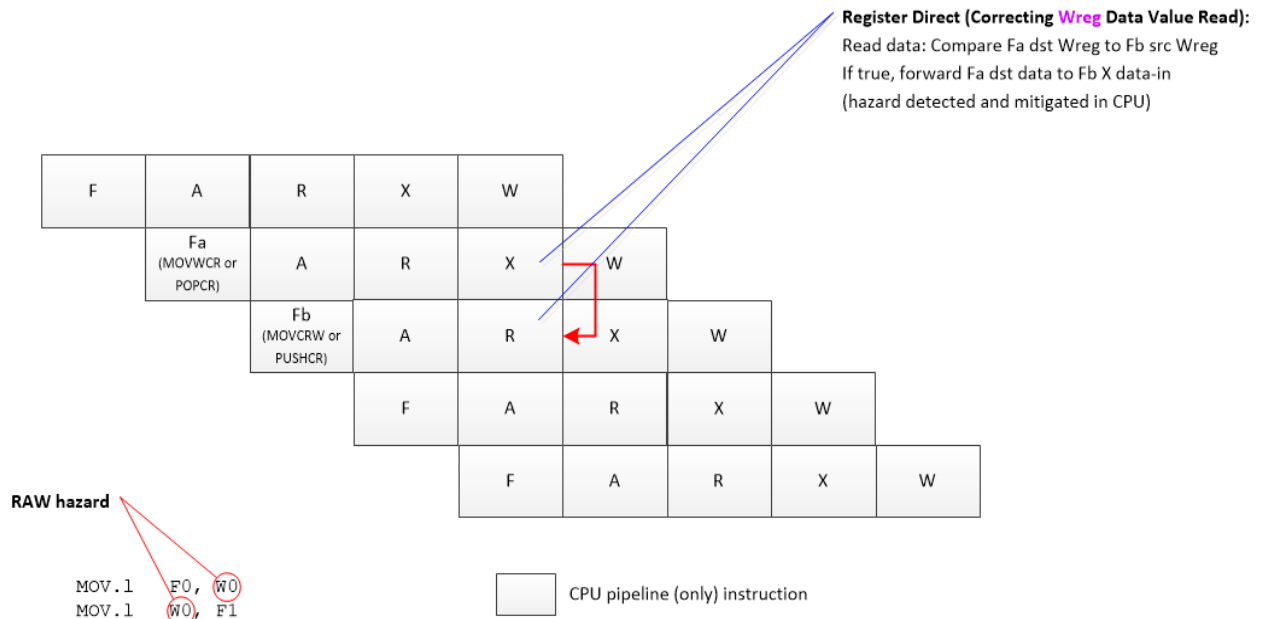 Register Direct (Correcting Wreg Data Value Read):
Read data: Compare Fa dst Wreg to Fb src Wreg
If true, forward Fa dst data to Fb X data-in
(hazard detected and mitigated in CPU)
F A R X W
Fa
(MOVWCR or
POPCR)
A R X W
Fb
(MOVCRW or
PUSHCR)
A R X W
F A R X W
F A R X W
RAW hazard
MOV.l F0, W0
MOV.l W0, F1
CPU pipeline (only) instruction